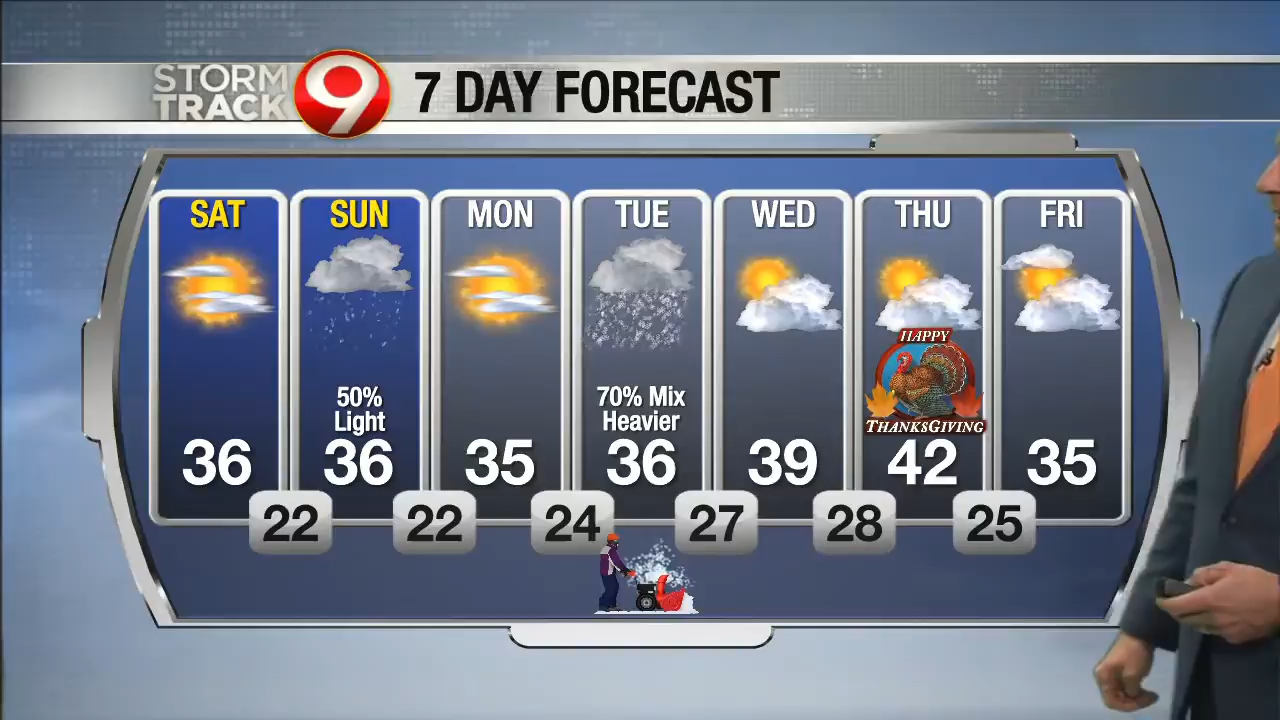 STORM
TRACK
9
7 DAY FORECAST
SAT
SUN
MON
TUE
WED
THU
FRI
50%
Light
70% Mix
Heavier
HAPPY
THANKSGIVING
36
36
35
36
39
42
35
22
22
24
27
28
25